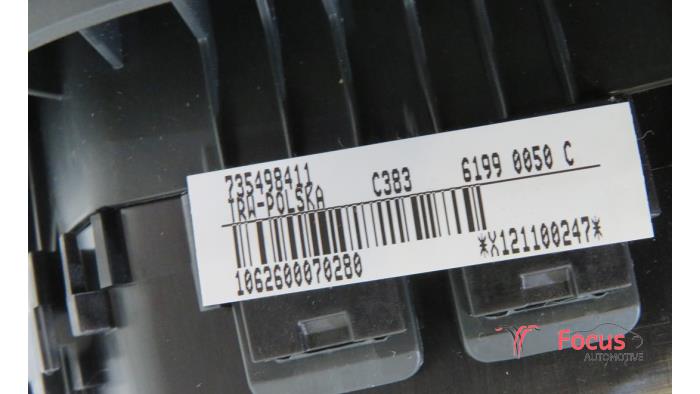 735498411 C383 6199 0050 C
TRW-POLSKA
*X121100247*
1062600070280
Focus
AUTOMOTIVE